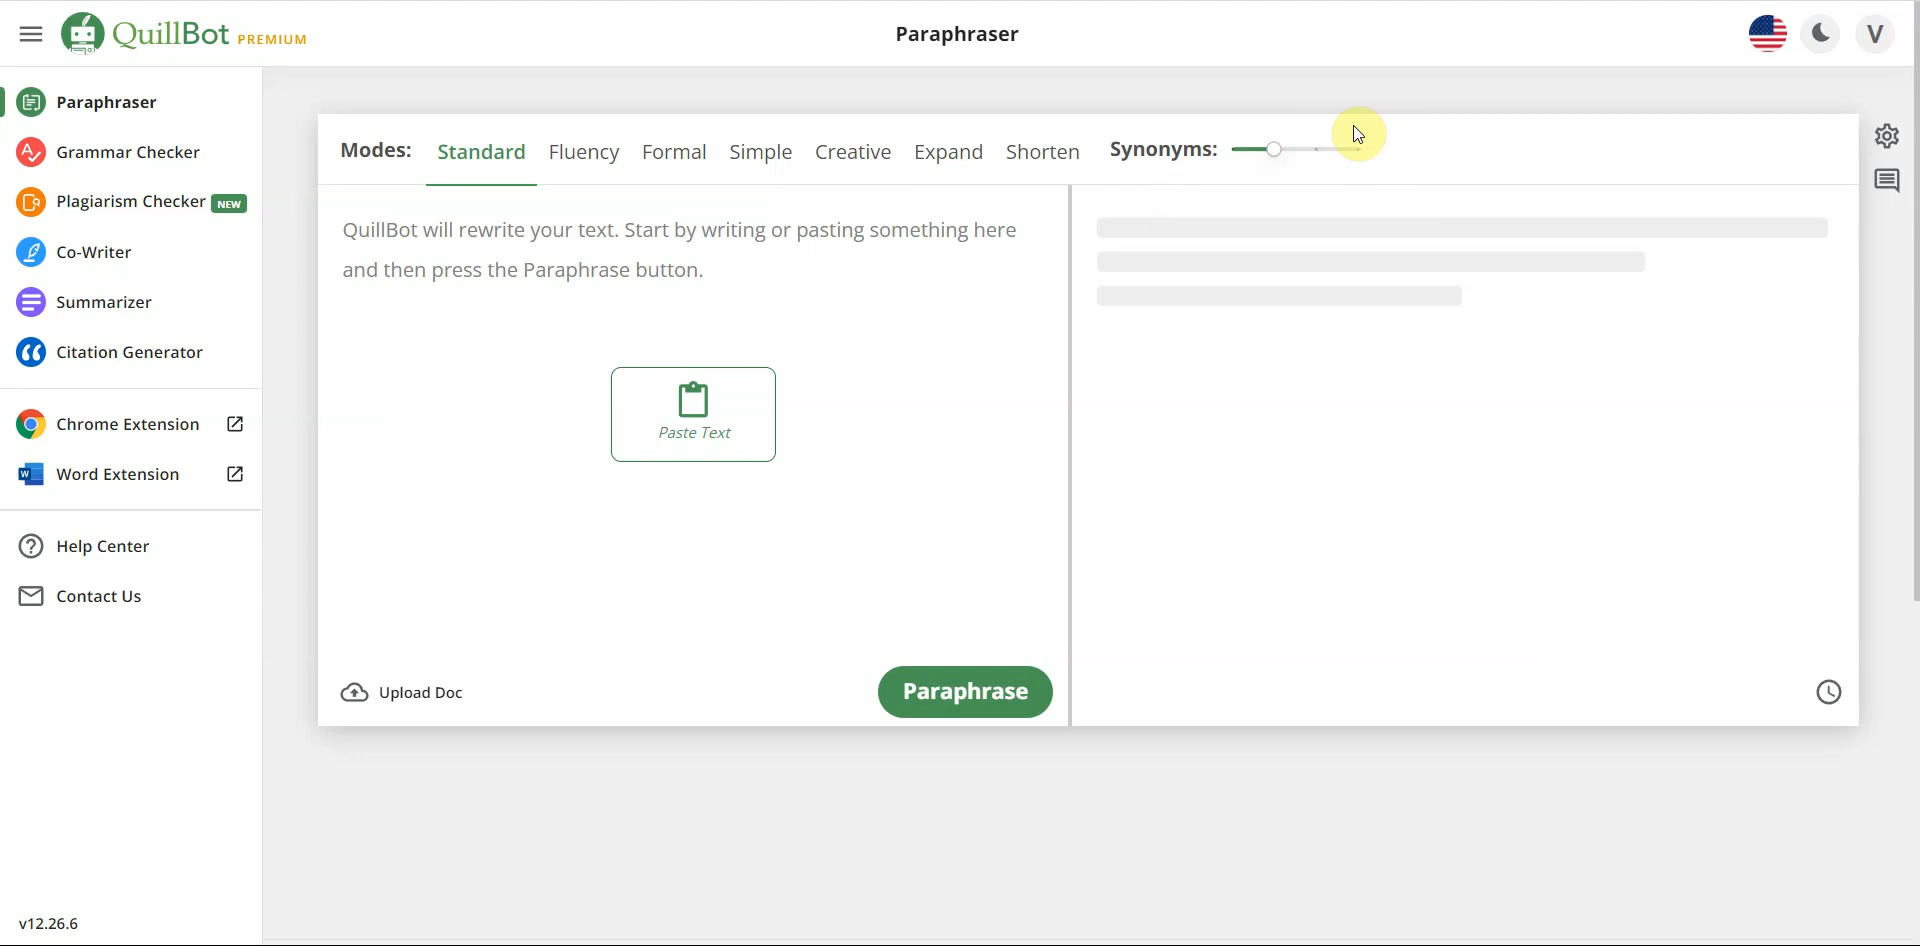 QuillBot PREMIUM
Paraphraser
V
Paraphraser
Grammar Checker
Plagiarism Checker NEW
Co-Writer
Summarizer
Citation Generator
Chrome Extension
Word Extension
Help Center
Contact Us
v12.26.6
Modes: Standard Fluency Formal Simple Creative Expand Shorten Synonyms:
QuillBot will rewrite your text. Start by writing or pasting something here
and then press the Paraphrase button.
Paste Text
Upload Doc
Paraphrase